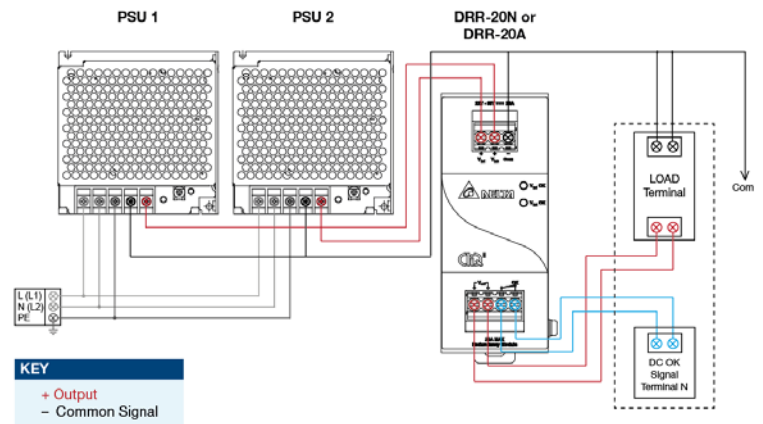 PSU 1
PSU 2
DRR-20N or
DRR-20A
LOAD
Terminal
Com
L (L1)
N (L2)
PE
DC OK
Signal
Terminal N
KEY
+ Output
– Common Signal